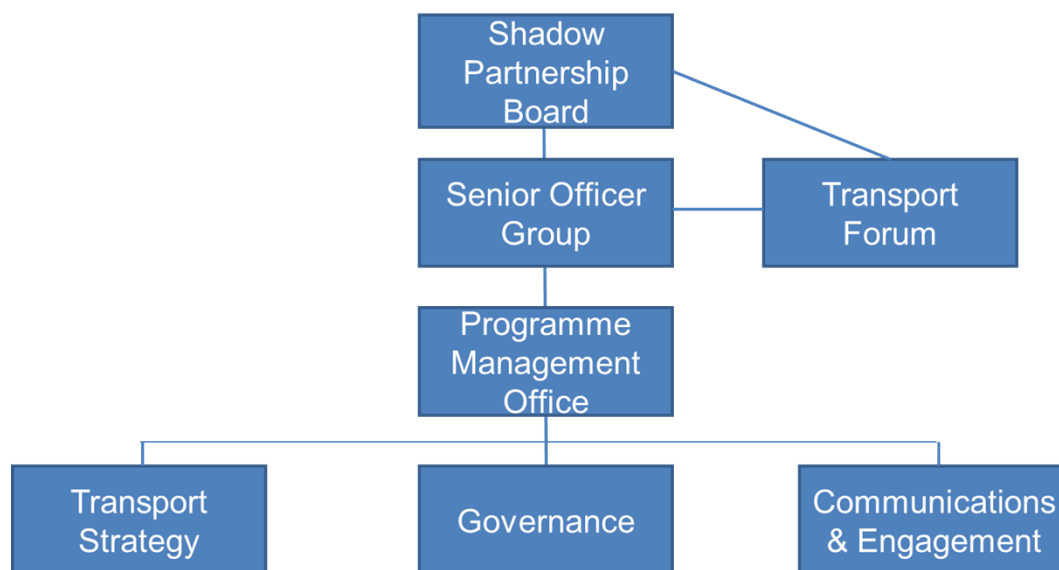 Shadow
Partnership
Board
Senior Officer
Group
Transport
Forum
Programme
Management
Office
Transport
Strategy
Governance
Communications
& Engagement